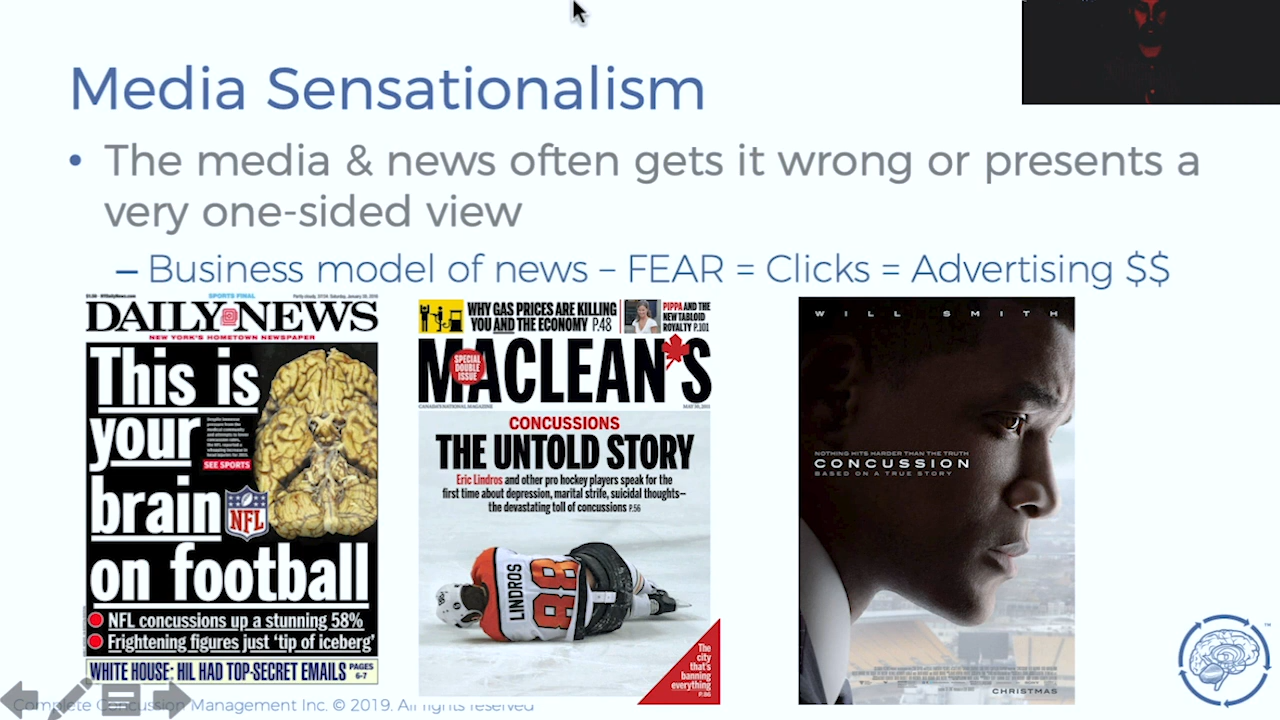 Media Sensationalism
• The media & news often gets it wrong or presents a
very one-sided view
– Business model of news – FEAR = Clicks = Advertising $$
SPORTS FINAL
DAILY NEWS
NEW YORK'S HOMETOWN NEWSPAPER
This is
your
brain
on football
SEE SPORTS
NFL
NFL concussions up a stunning 58%
Frightening figures just 'tip of iceberg'
WHITE HOUSE: HIL HAD TOP-SECRET EMAILS PAGES
6-7
WHY GAS PRICES ARE KILLING
YOU AND THE ECONOMY P.48
PIPPA AND THE
NEW TABLOID
ROYALTY P.101
MACLEAN'S
SPECIAL
DOUBLE
ISSUE
CANADA'S NATIONAL MAGAZINE
CONCUSSIONS
THE UNTOLD STORY
Eric Lindros and other pro hockey players speak for the
first time about depression, marital strife, suicidal thoughts—
the devastating toll of concussions P.56
LINDROS
88
The
city
that's
banning
everything
WILL SMITH
NOTHING HITS HARDER THAN THE TRUTH
CONCUSSION
BASED ON A TRUE STORY
CHRISTMAS
Complete Concussion Management Inc. © 2019. All rights reserved
TM